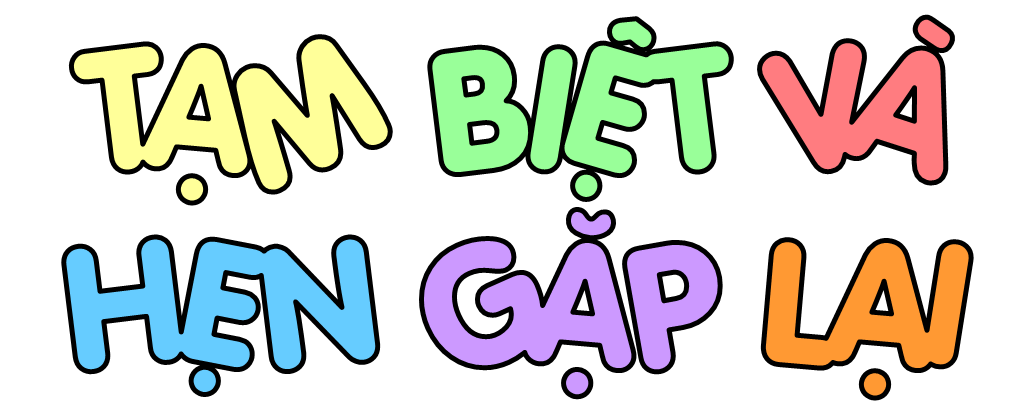 TẠM BIỆT VÀ
HẸN GẶP LẠI